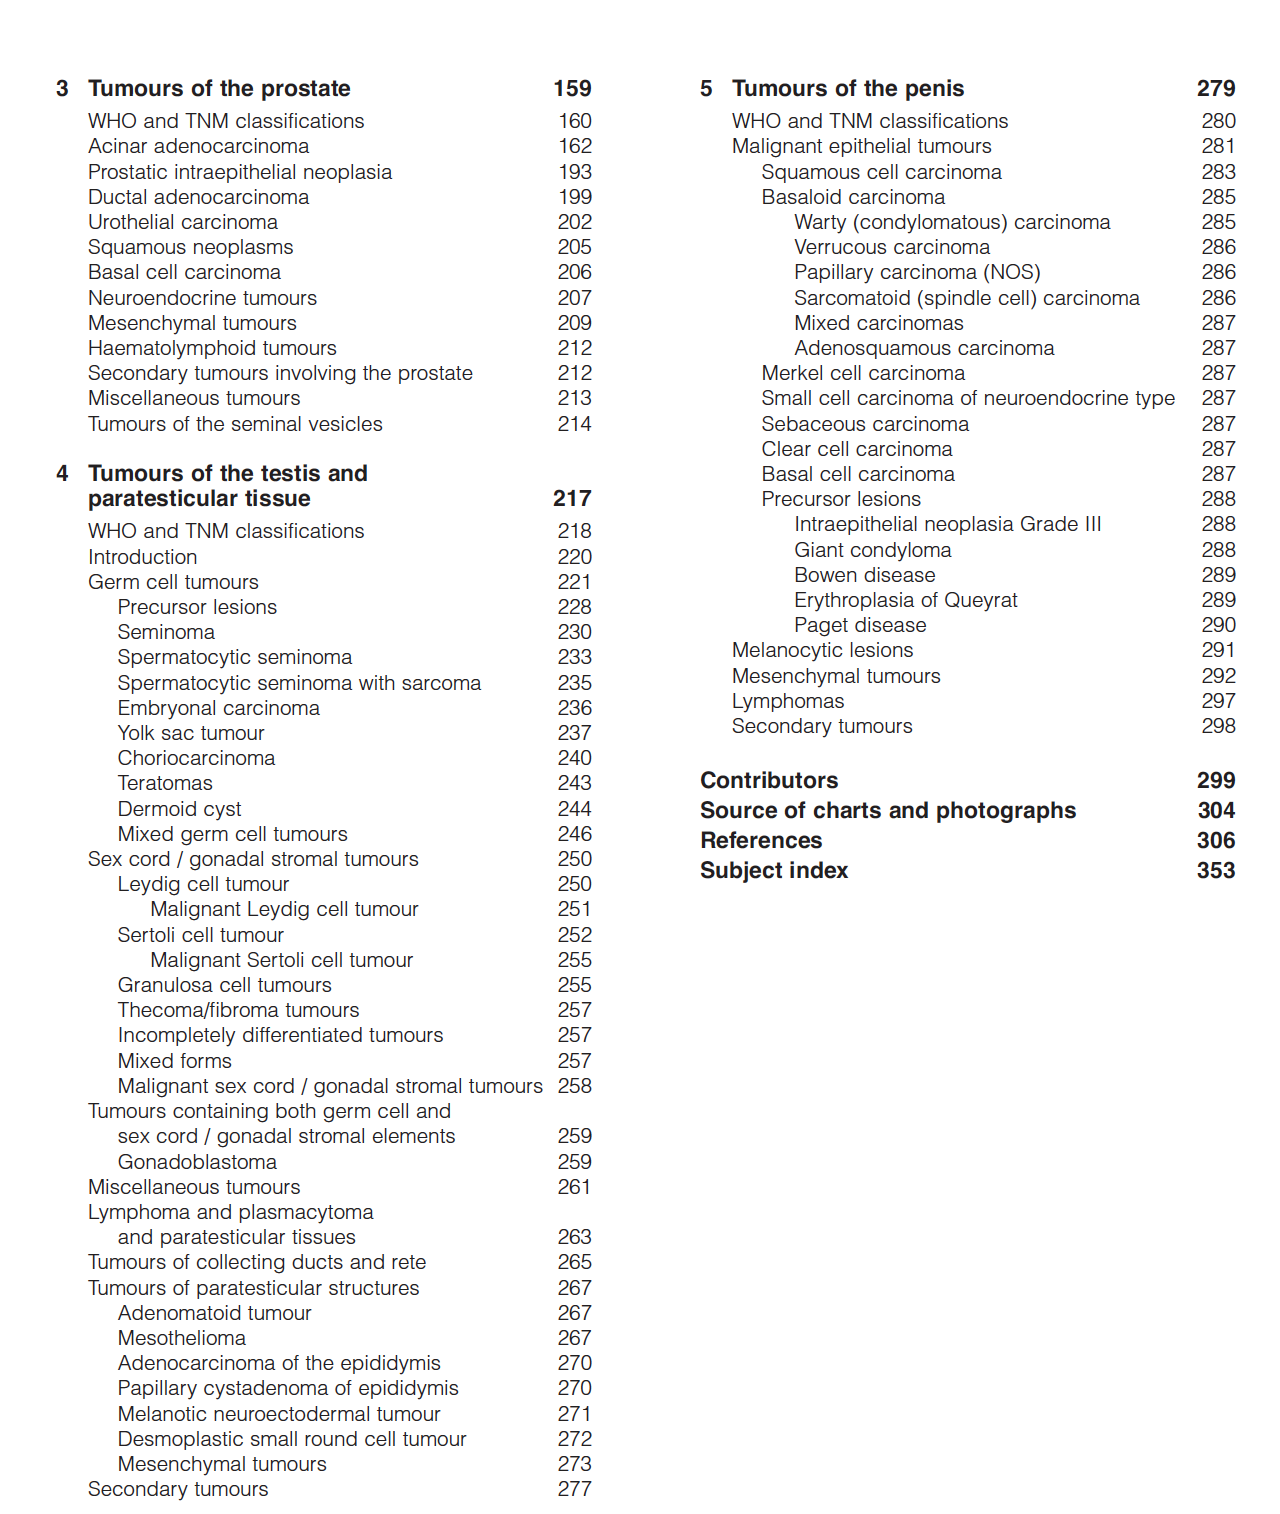 3 Tumours of the prostate 159
WHO and TNM classifications 160
Acinar adenocarcinoma 162
Prostatic intraepithelial neoplasia 193
Ductal adenocarcinoma 199
Urothelial carcinoma 202
Squamous neoplasms 205
Basal cell carcinoma 206
Neuroendocrine tumours 207
Mesenchymal tumours 209
Haematolymphoid tumours 212
Secondary tumours involving the prostate 212
Miscellaneous tumours 213
Tumours of the seminal vesicles 214
4 Tumours of the testis and
paratesticular tissue 217
WHO and TNM classifications 218
Introduction 220
Germ cell tumours 221
Precursor lesions 228
Seminoma 230
Spermatocytic seminoma 233
Spermatocytic seminoma with sarcoma 235
Embryonal carcinoma 236
Yolk sac tumour 237
Choriocarcinoma 240
Teratomas 243
Dermoid cyst 244
Mixed germ cell tumours 246
Sex cord / gonadal stromal tumours 250
Leydig cell tumour 250
Malignant Leydig cell tumour 251
Sertoli cell tumour 252
Malignant Sertoli cell tumour 255
Granulosa cell tumours 255
Thecoma/fibroma tumours 257
Incompletely differentiated tumours 257
Mixed forms 257
Malignant sex cord / gonadal stromal tumours 258
Tumours containing both germ cell and
sex cord / gonadal stromal elements 259
Gonadoblastoma 259
Miscellaneous tumours 261
Lymphoma and plasmacytoma
and paratesticular tissues 263
Tumours of collecting ducts and rete 265
Tumours of paratesticular structures 267
Adenomatoid tumour 267
Mesothelioma 267
Adenocarcinoma of the epididymis 270
Papillary cystadenoma of epididymis 270
Melanotic neuroectodermal tumour 271
Desmoplastic small round cell tumour 272
Mesenchymal tumours 273
Secondary tumours 277
5 Tumours of the penis 279
WHO and TNM classifications 280
Malignant epithelial tumours 281
Squamous cell carcinoma 283
Basaloid carcinoma 285
Warty (condylomatous) carcinoma 285
Verrucous carcinoma 286
Papillary carcinoma (NOS) 286
Sarcomatoid (spindle cell) carcinoma 286
Mixed carcinomas 287
Adenosquamous carcinoma 287
Merkel cell carcinoma 287
Small cell carcinoma of neuroendocrine type 287
Sebaceous carcinoma 287
Clear cell carcinoma 287
Basal cell carcinoma 287
Precursor lesions 288
Intraepithelial neoplasia Grade III 288
Giant condyloma 288
Bowen disease 289
Erythroplasia of Queyrat 289
Paget disease 290
Melanocytic lesions 291
Mesenchymal tumours 292
Lymphomas 297
Secondary tumours 298
Contributors 299
Source of charts and photographs 304
References 306
Subject index 353